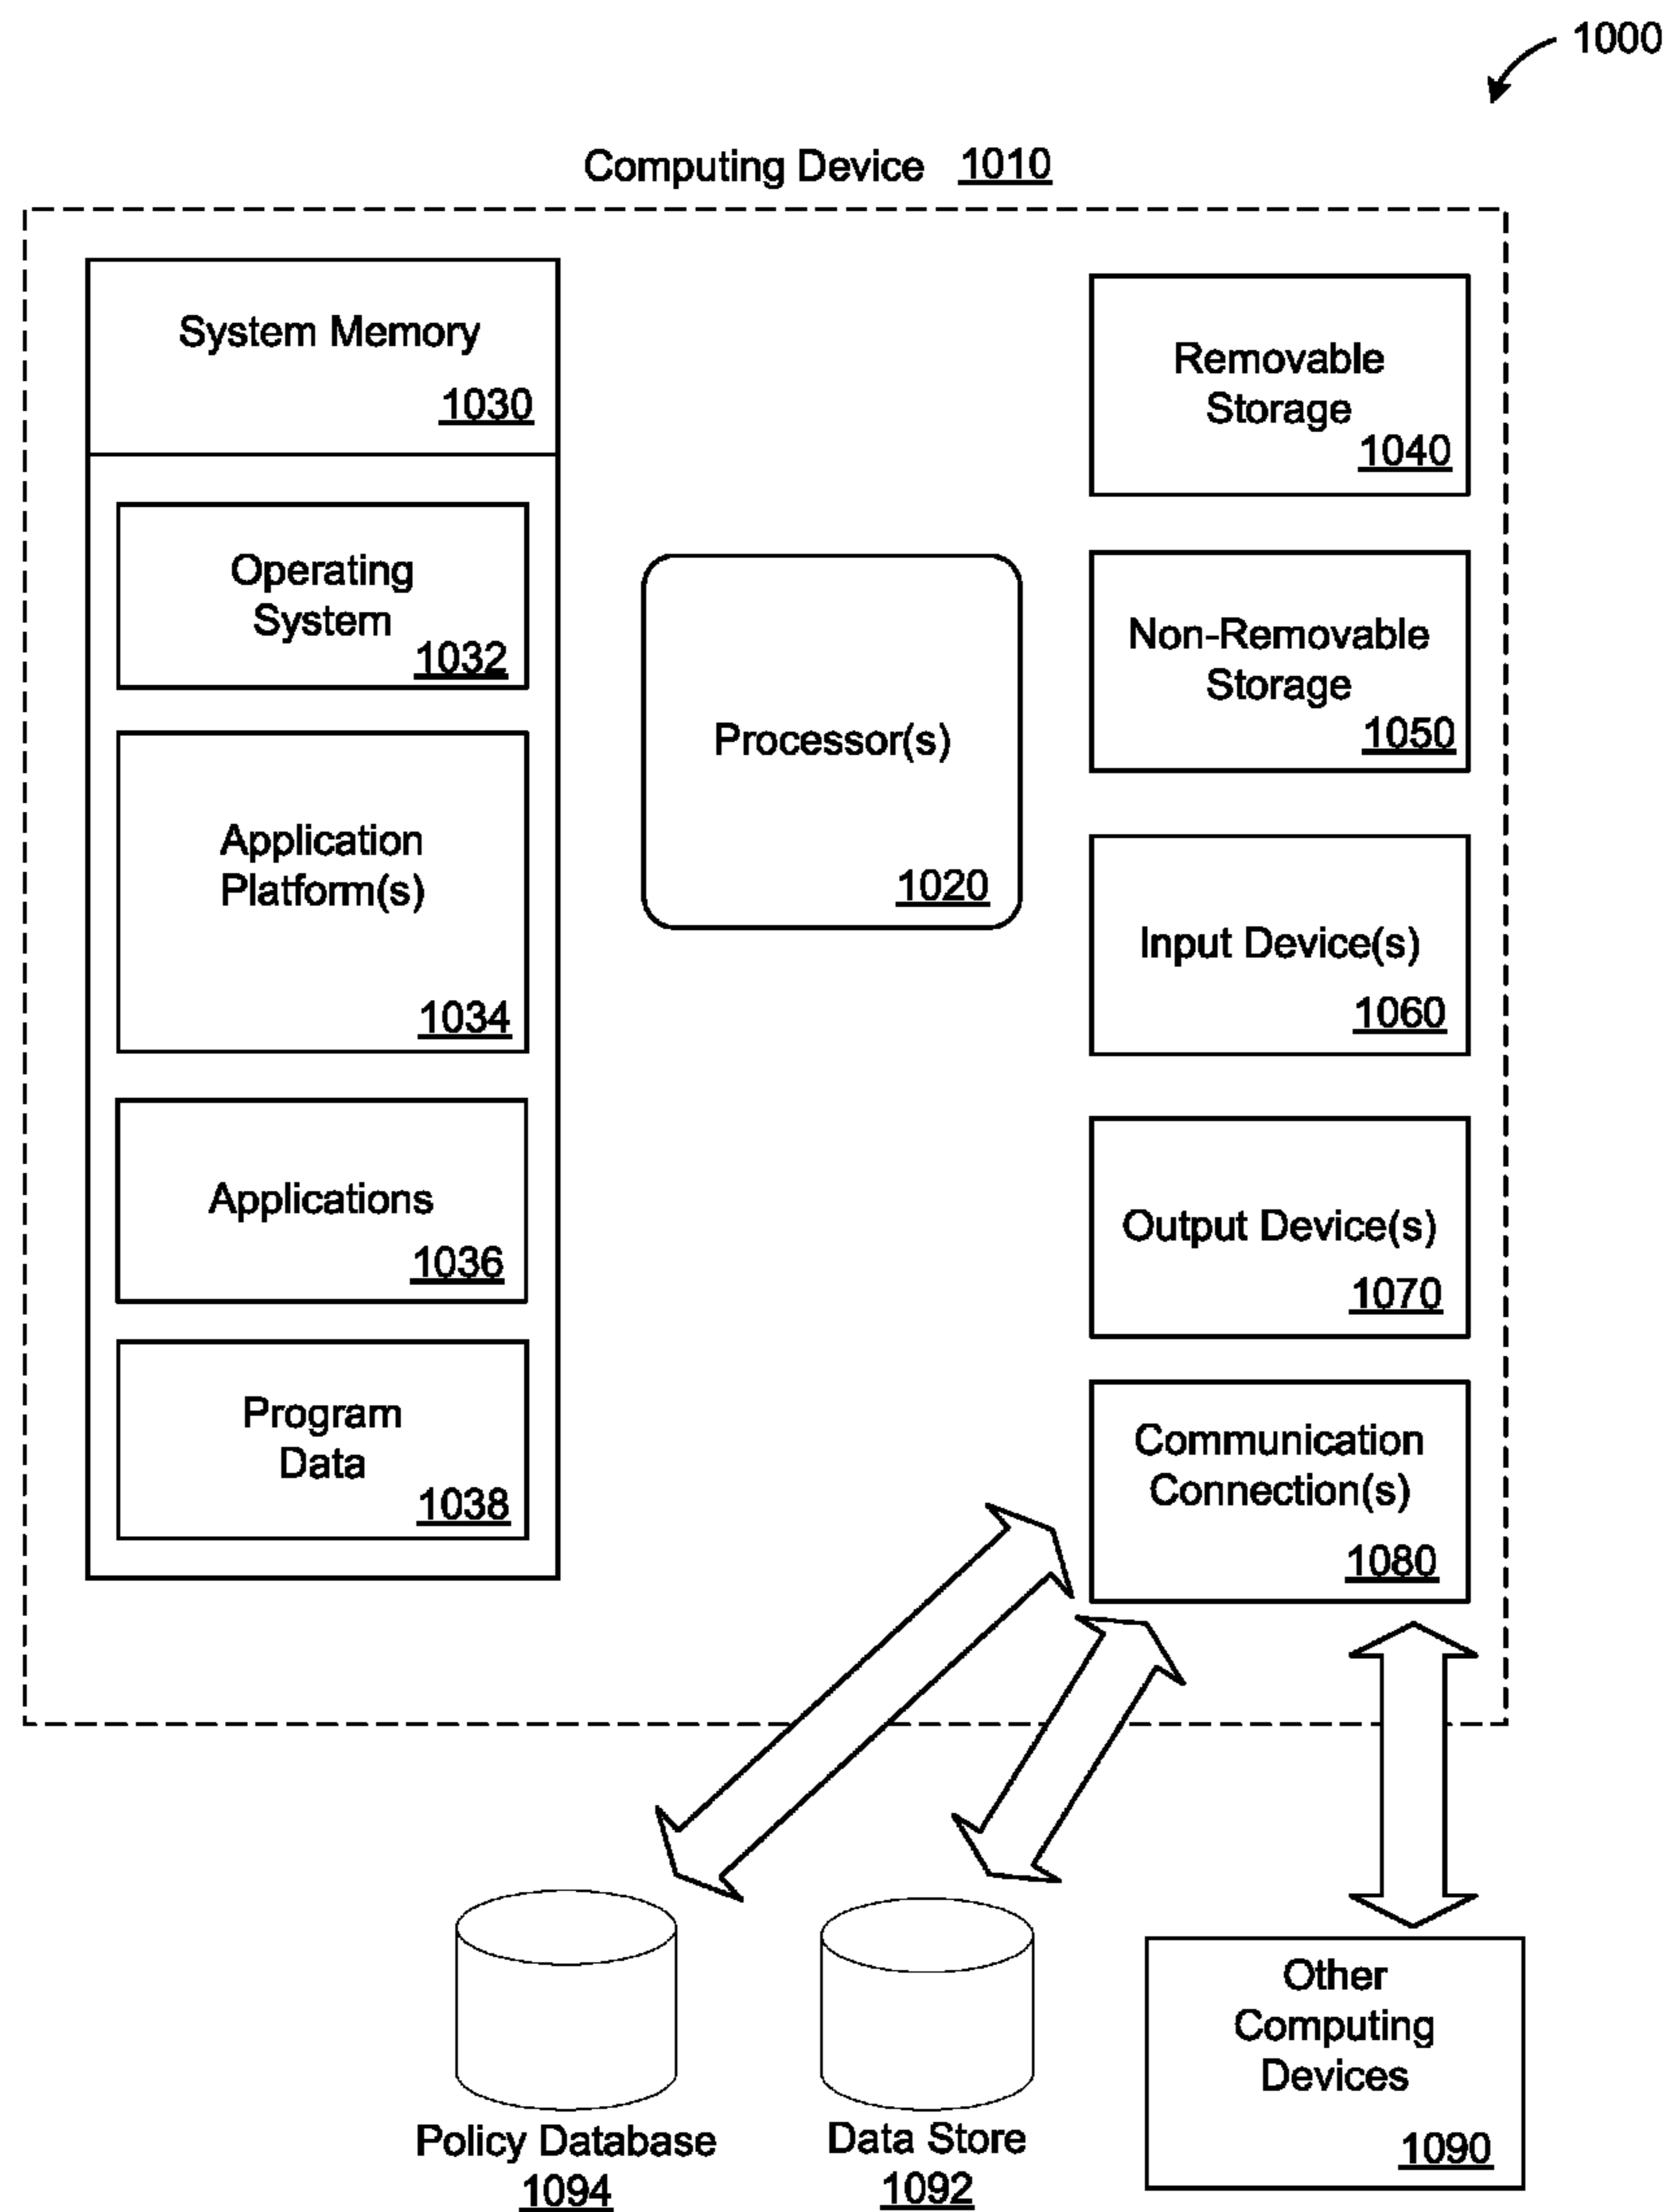 1000
Computing Device 1010
System Memory
1030
Operating
System
1032
Application
Platform(s)
1034
Applications
1036
Program
Data
1038
Processor(s)
1020
Removable
Storage
1040
Non-Removable
Storage
1050
Input Device(s)
1060
Output Device(s)
1070
Communication
Connection(s)
1080
Policy Database
1094
Data Store
1092
Other
Computing
Devices
1090